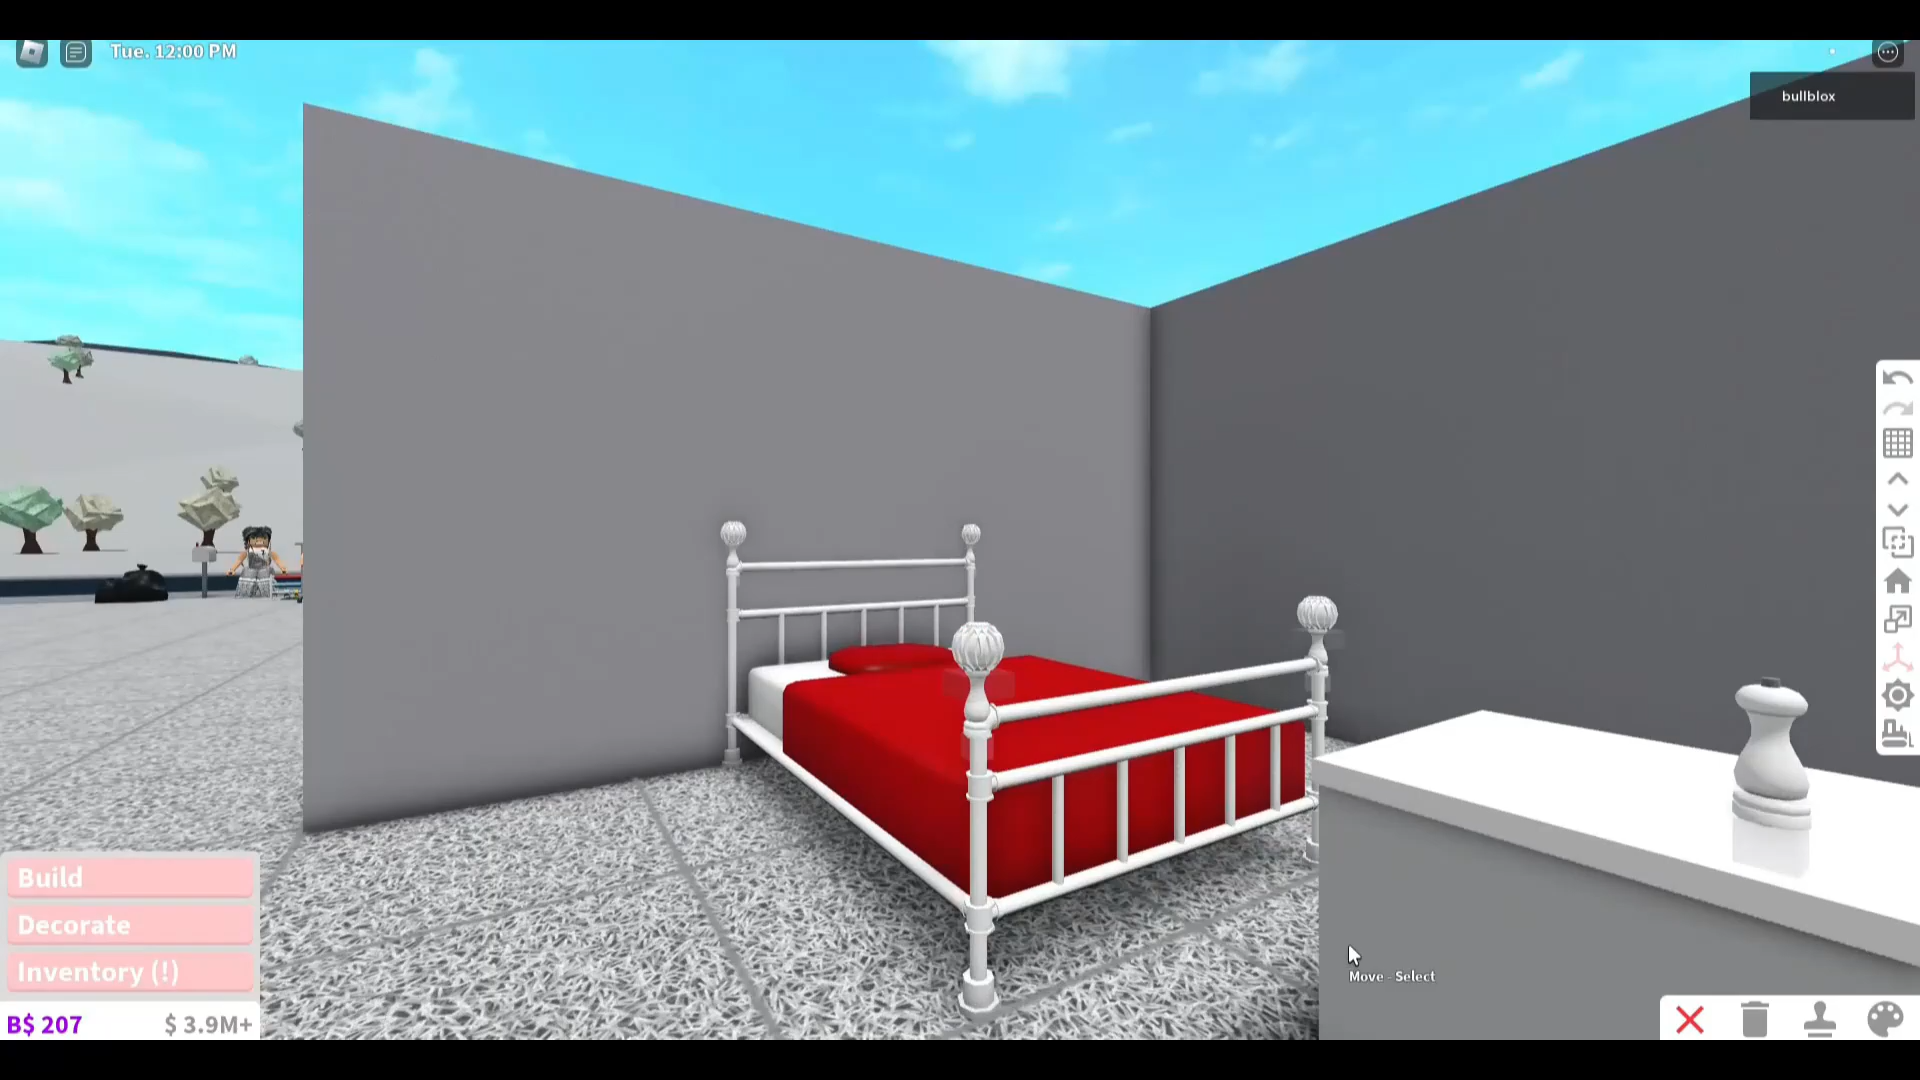 Tue. 12:00 PM
bullblox
Build
Decorate
Inventory (!)
B$ 207 $ 3.9M+
Move - Select